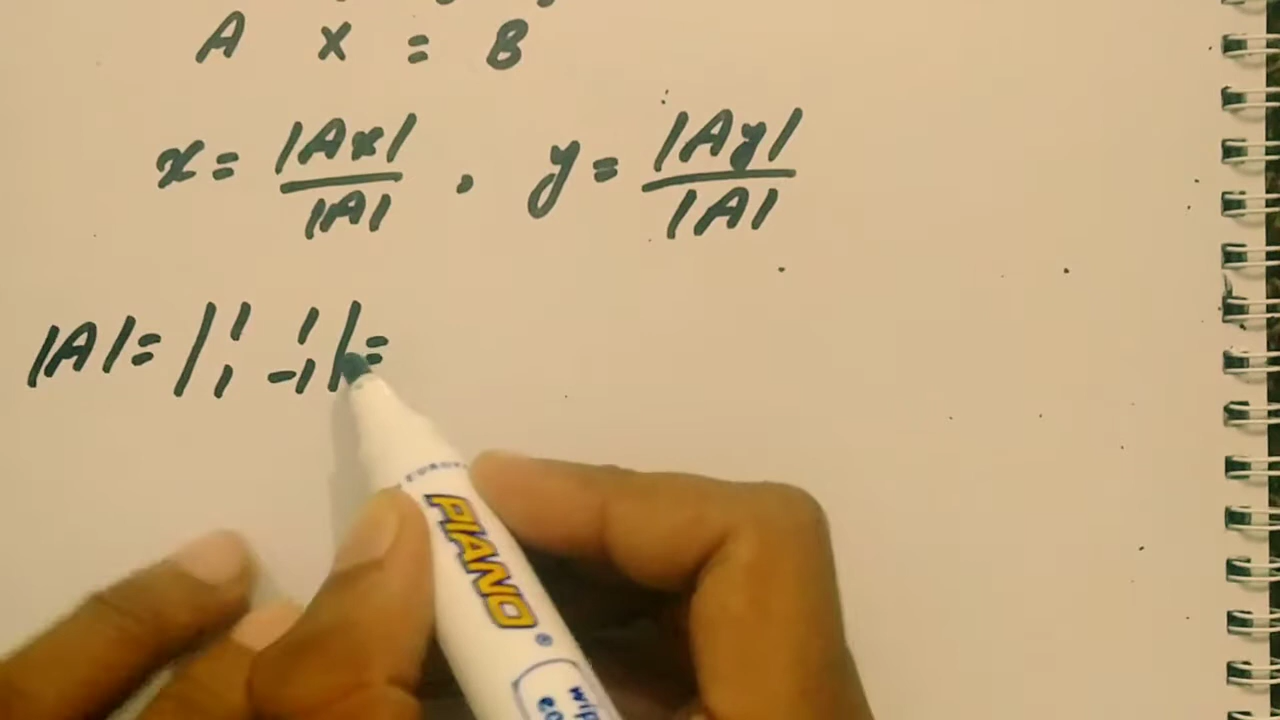 A X = B
x = |Ax| / |A| , y = |Ay| / |A|
|A| = | 1 1 | =
| 1 -1 |
PIANO